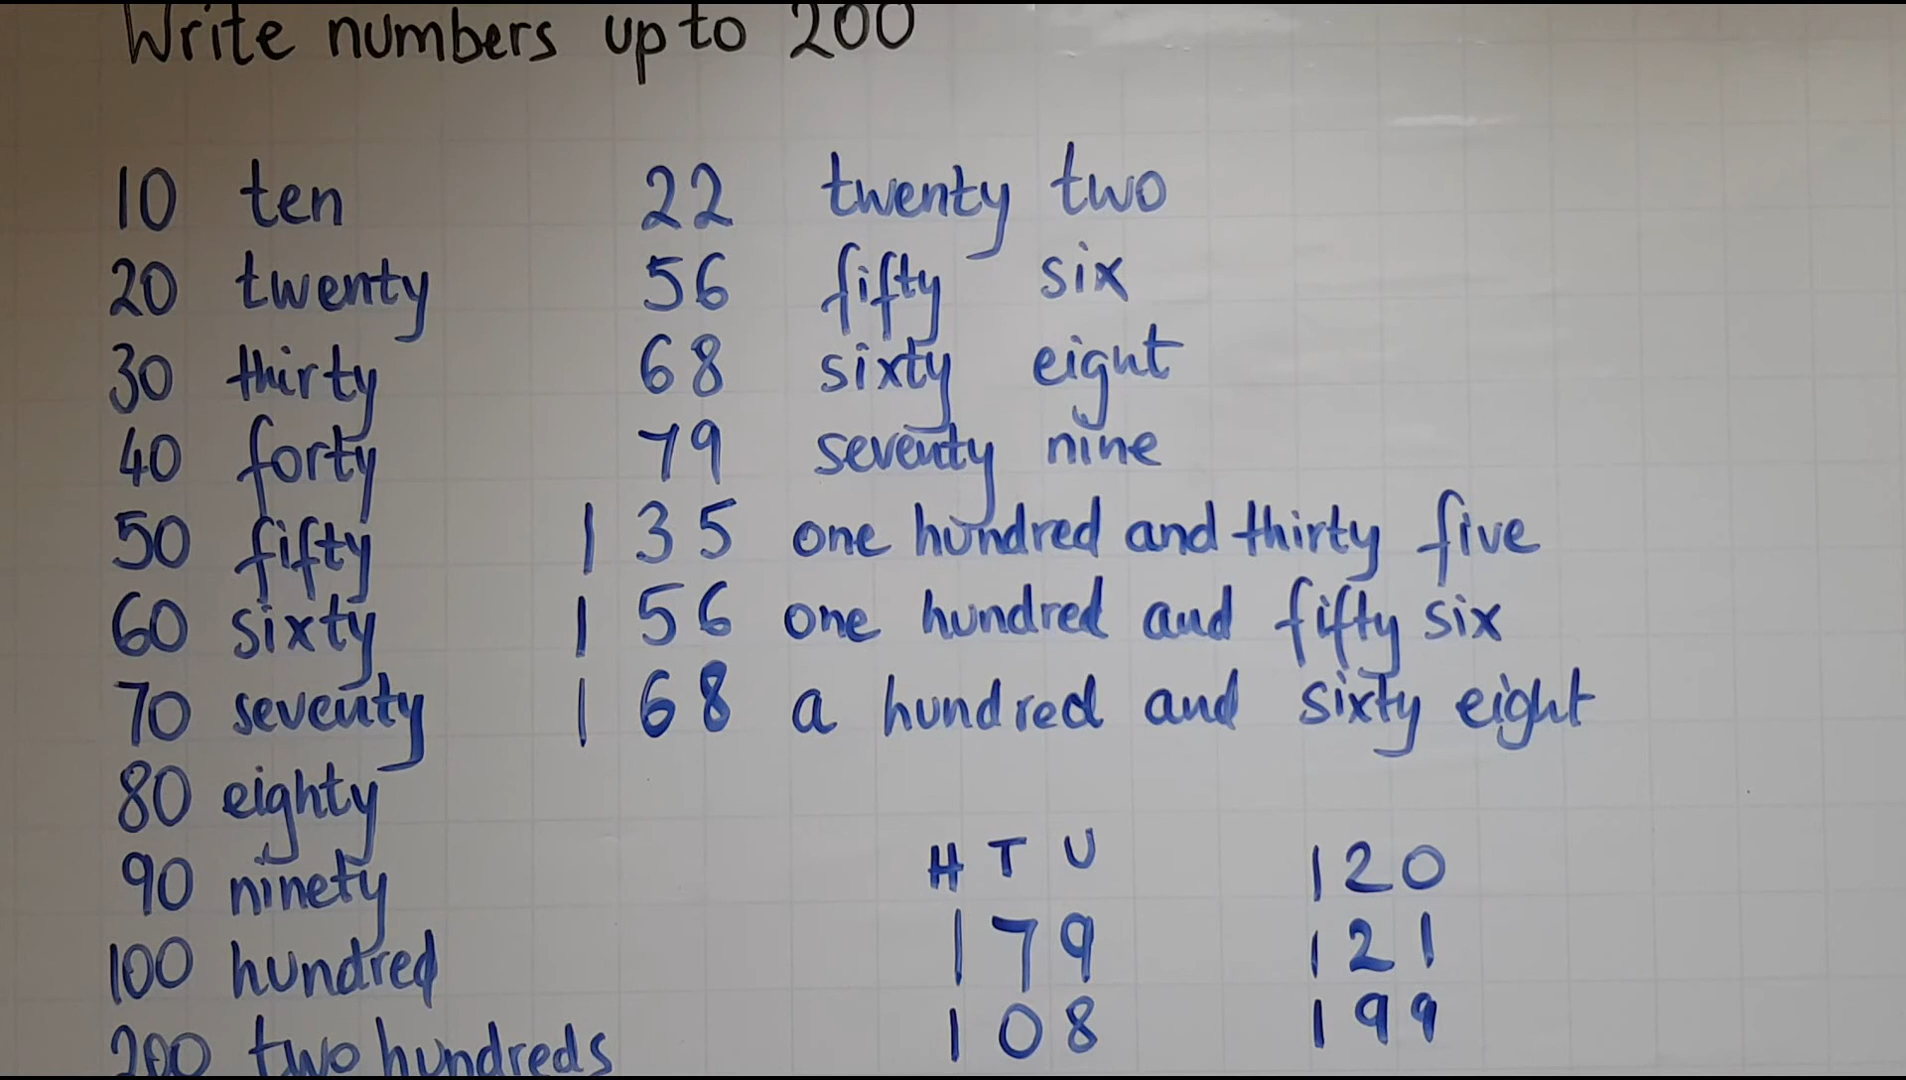 Write numbers up to 200
10 ten
20 twenty
30 thirty
40 forty
50 fifty
60 sixty
70 seventy
80 eighty
90 ninety
100 hundred
200 two hundreds
22 twenty two
56 fifty six
68 sixty eight
79 seventy nine
135 one hundred and thirty five
156 one hundred and fifty six
168 a hundred and sixty eight
H T U
179
108
120
121
199